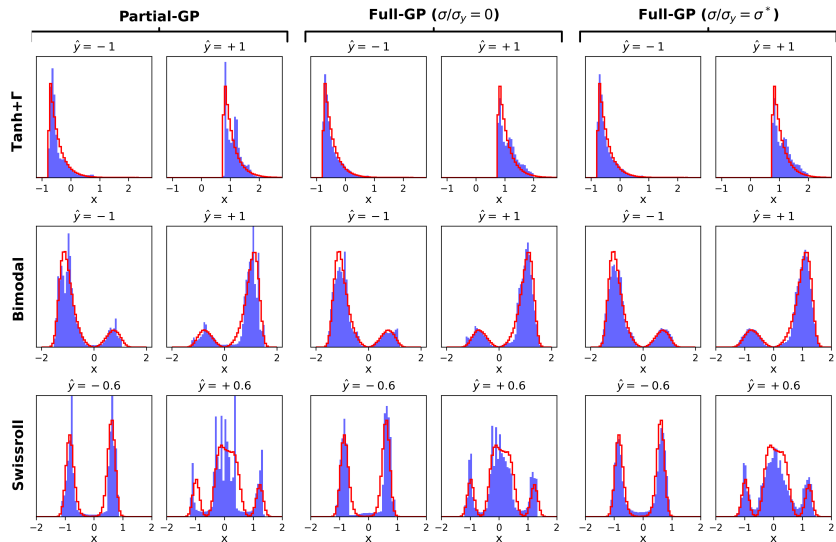 Partial-GP Full-GP (σ/σ_y = 0) Full-GP (σ/σ_y = σ*)
ŷ = −1 ŷ = +1 ŷ = −1 ŷ = +1 ŷ = −1 ŷ = +1
Tanh+Γ
−1 0 1 2 −1 0 1 2 −1 0 1 2 −1 0 1 2 −1 0 1 2 −1 0 1 2
x x x x x x
ŷ = −1 ŷ = +1 ŷ = −1 ŷ = +1 ŷ = −1 ŷ = +1
Bimodal
−2 0 2 −2 0 2 −2 0 2 −2 0 2 −2 0 2 −2 −1 0 1 2
x x x x x x
ŷ = −0.6 ŷ = +0.6 ŷ = −0.6 ŷ = +0.6 ŷ = −0.6 ŷ = +0.6
Swissroll
−2 −1 0 1 2 −2 −1 0 1 2 −2 −1 0 1 2 −2 −1 0 1 2 −2 −1 0 1 2 −2 −1 0 1 2
x x x x x x